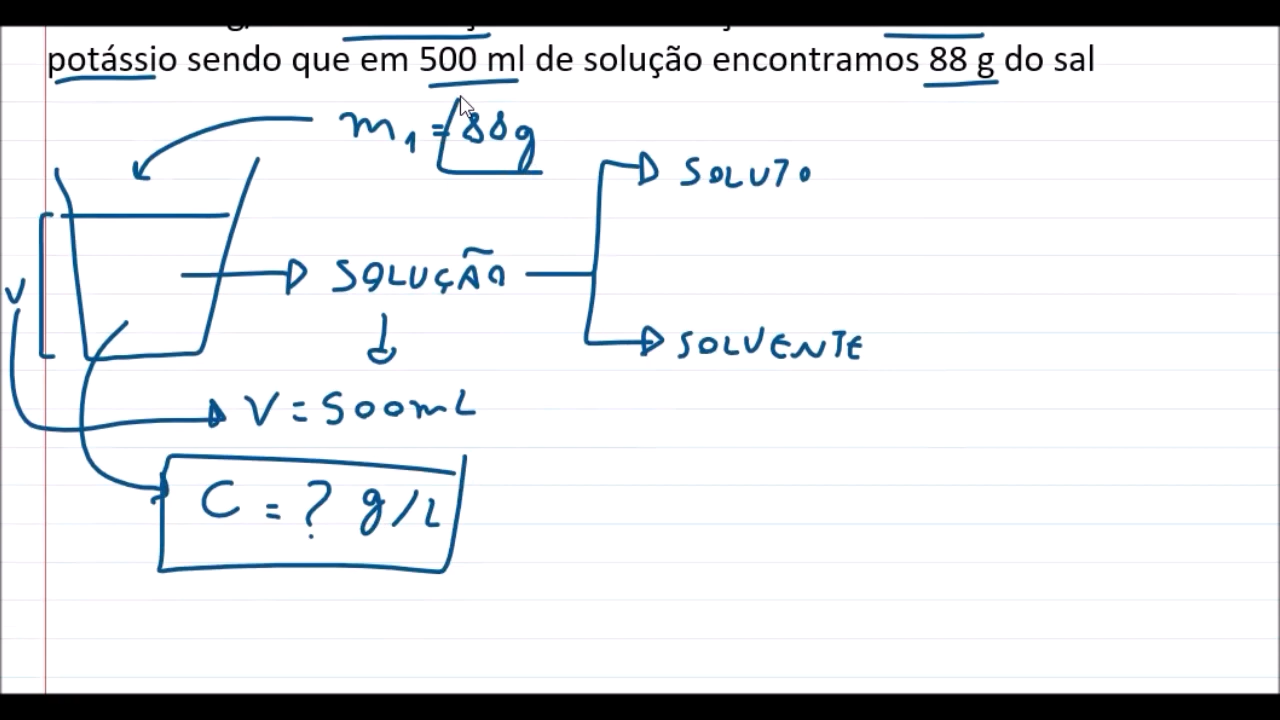 potássio sendo que em 500 ml de solução encontramos 88 g do sal
m1 = 88g
SOLUTO
V
SOLUÇÃO
SOLVENTE
V = 500mL
C = ? g/L